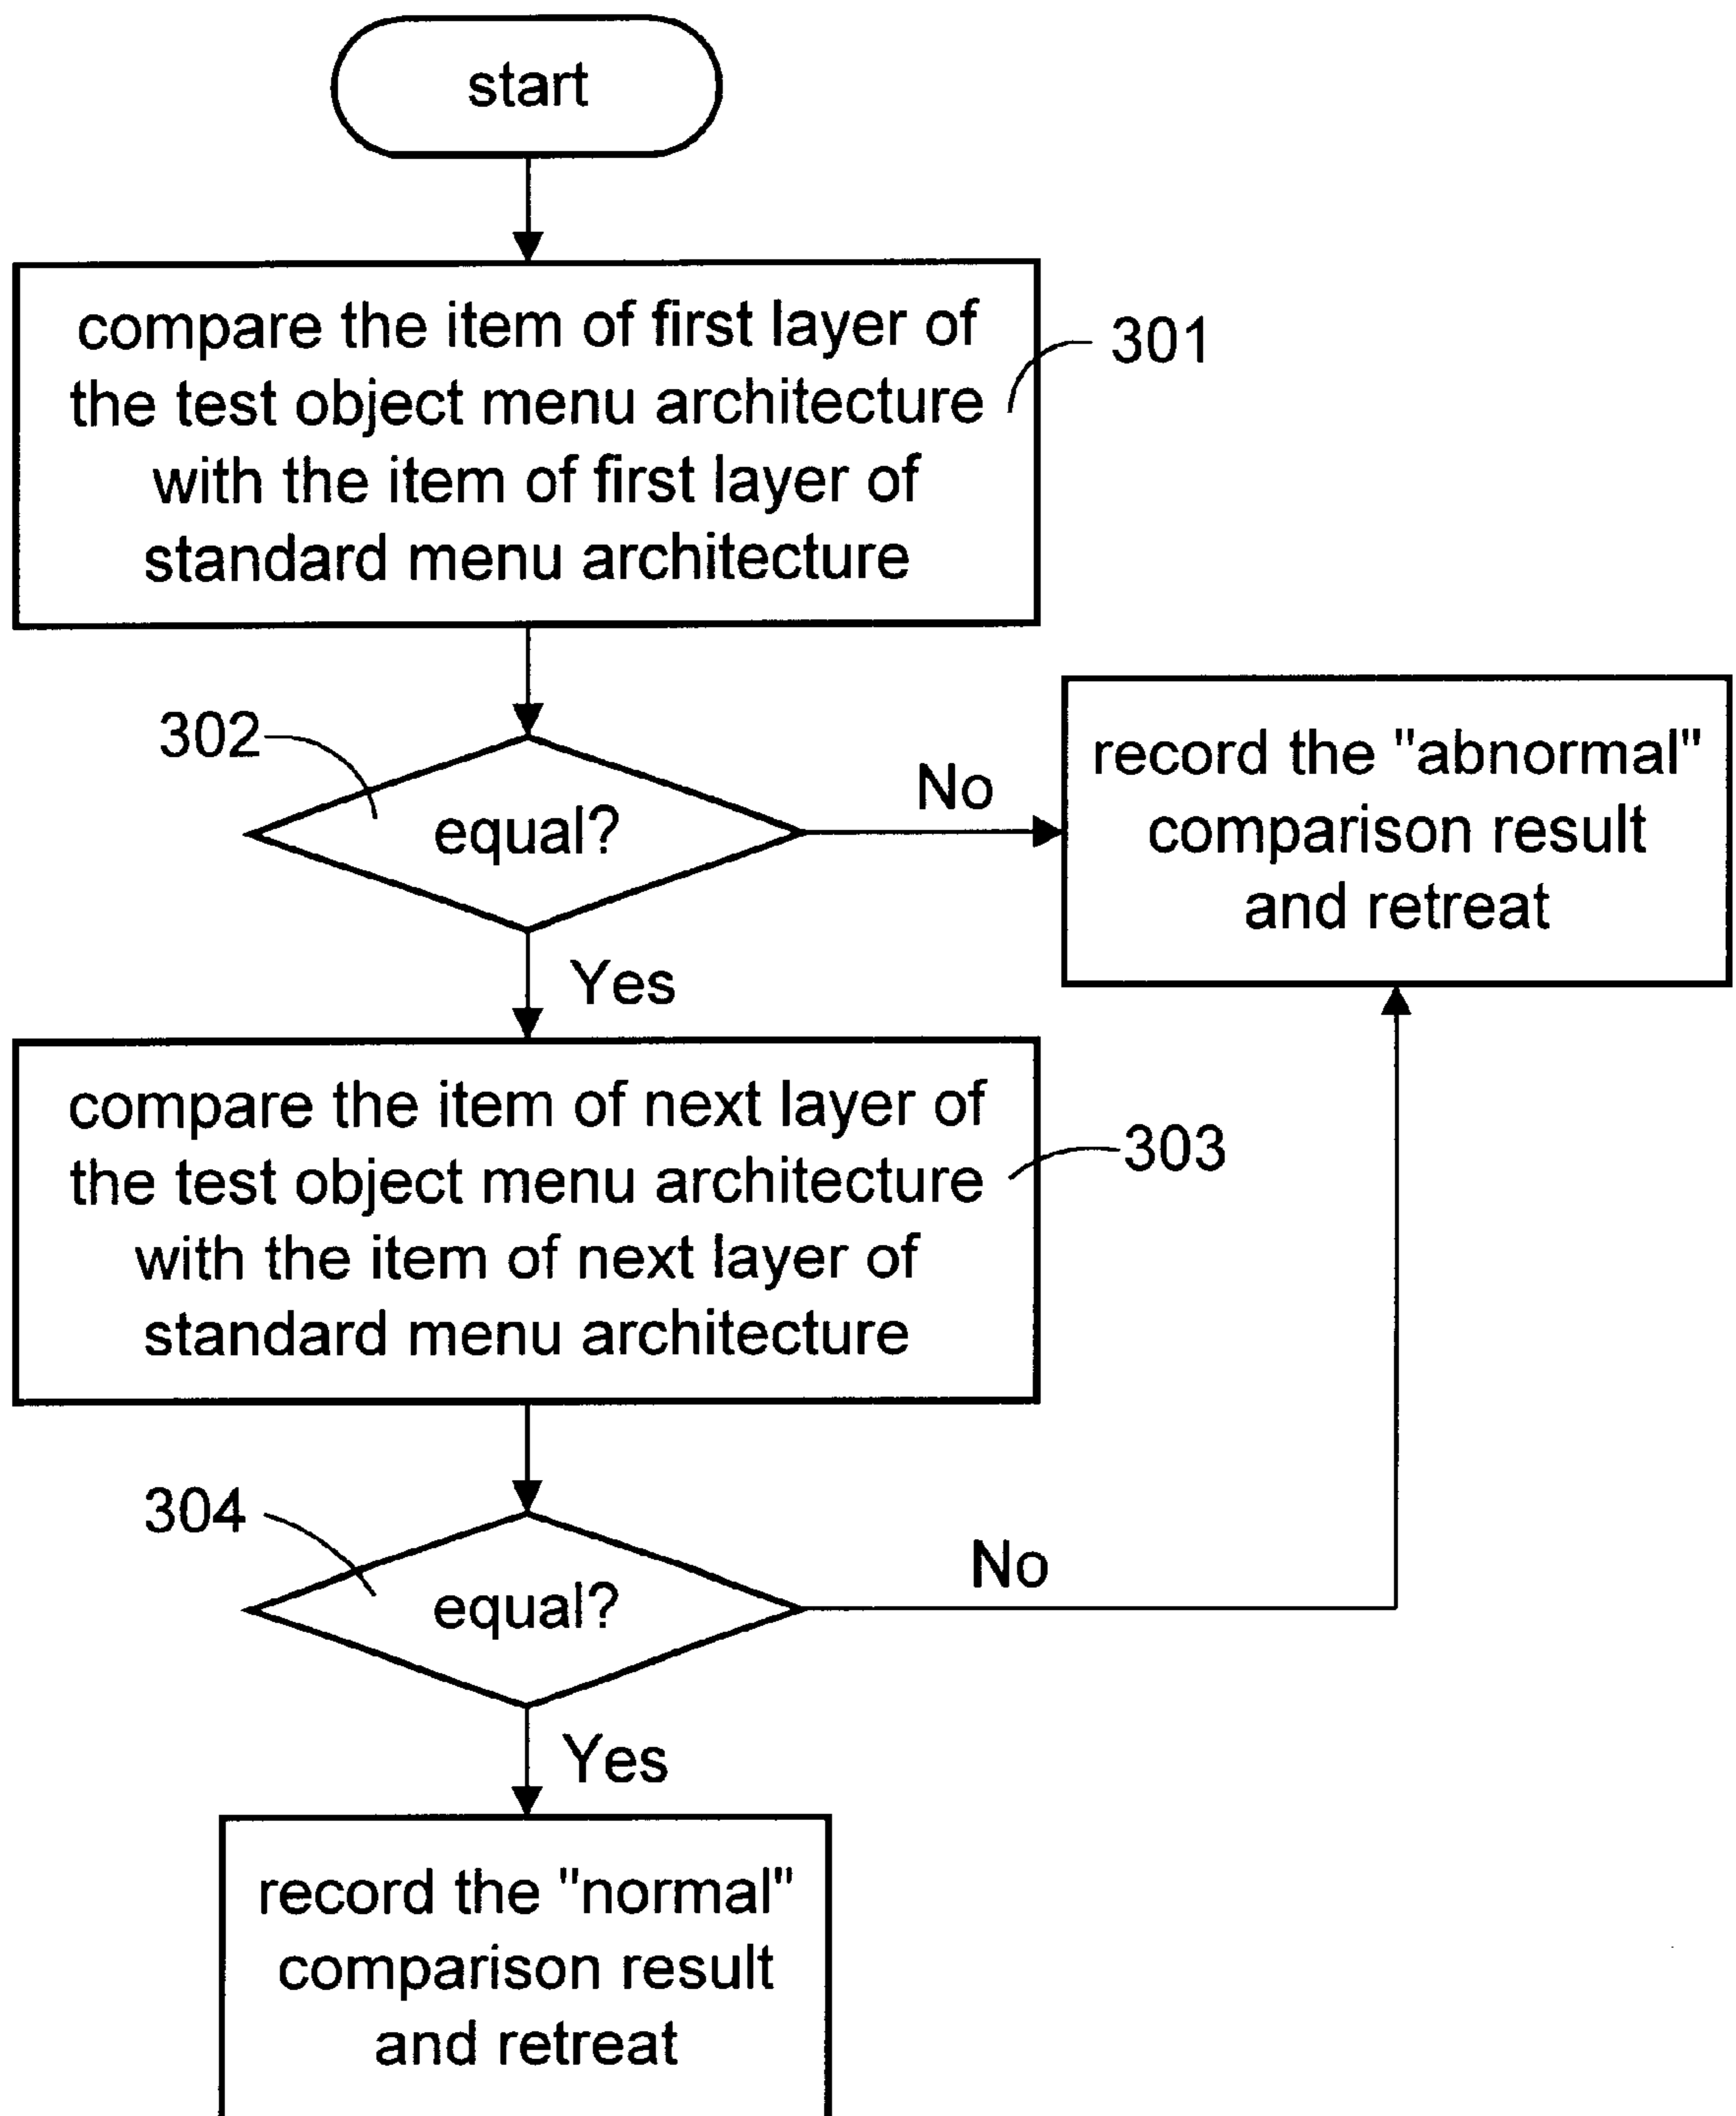 start
compare the item of first layer of
the test object menu architecture
with the item of first layer of
standard menu architecture
301
302
equal?
No
record the "abnormal"
comparison result
and retreat
Yes
compare the item of next layer of
the test object menu architecture
with the item of next layer of
standard menu architecture
303
304
equal?
No
Yes
record the "normal"
comparison result
and retreat